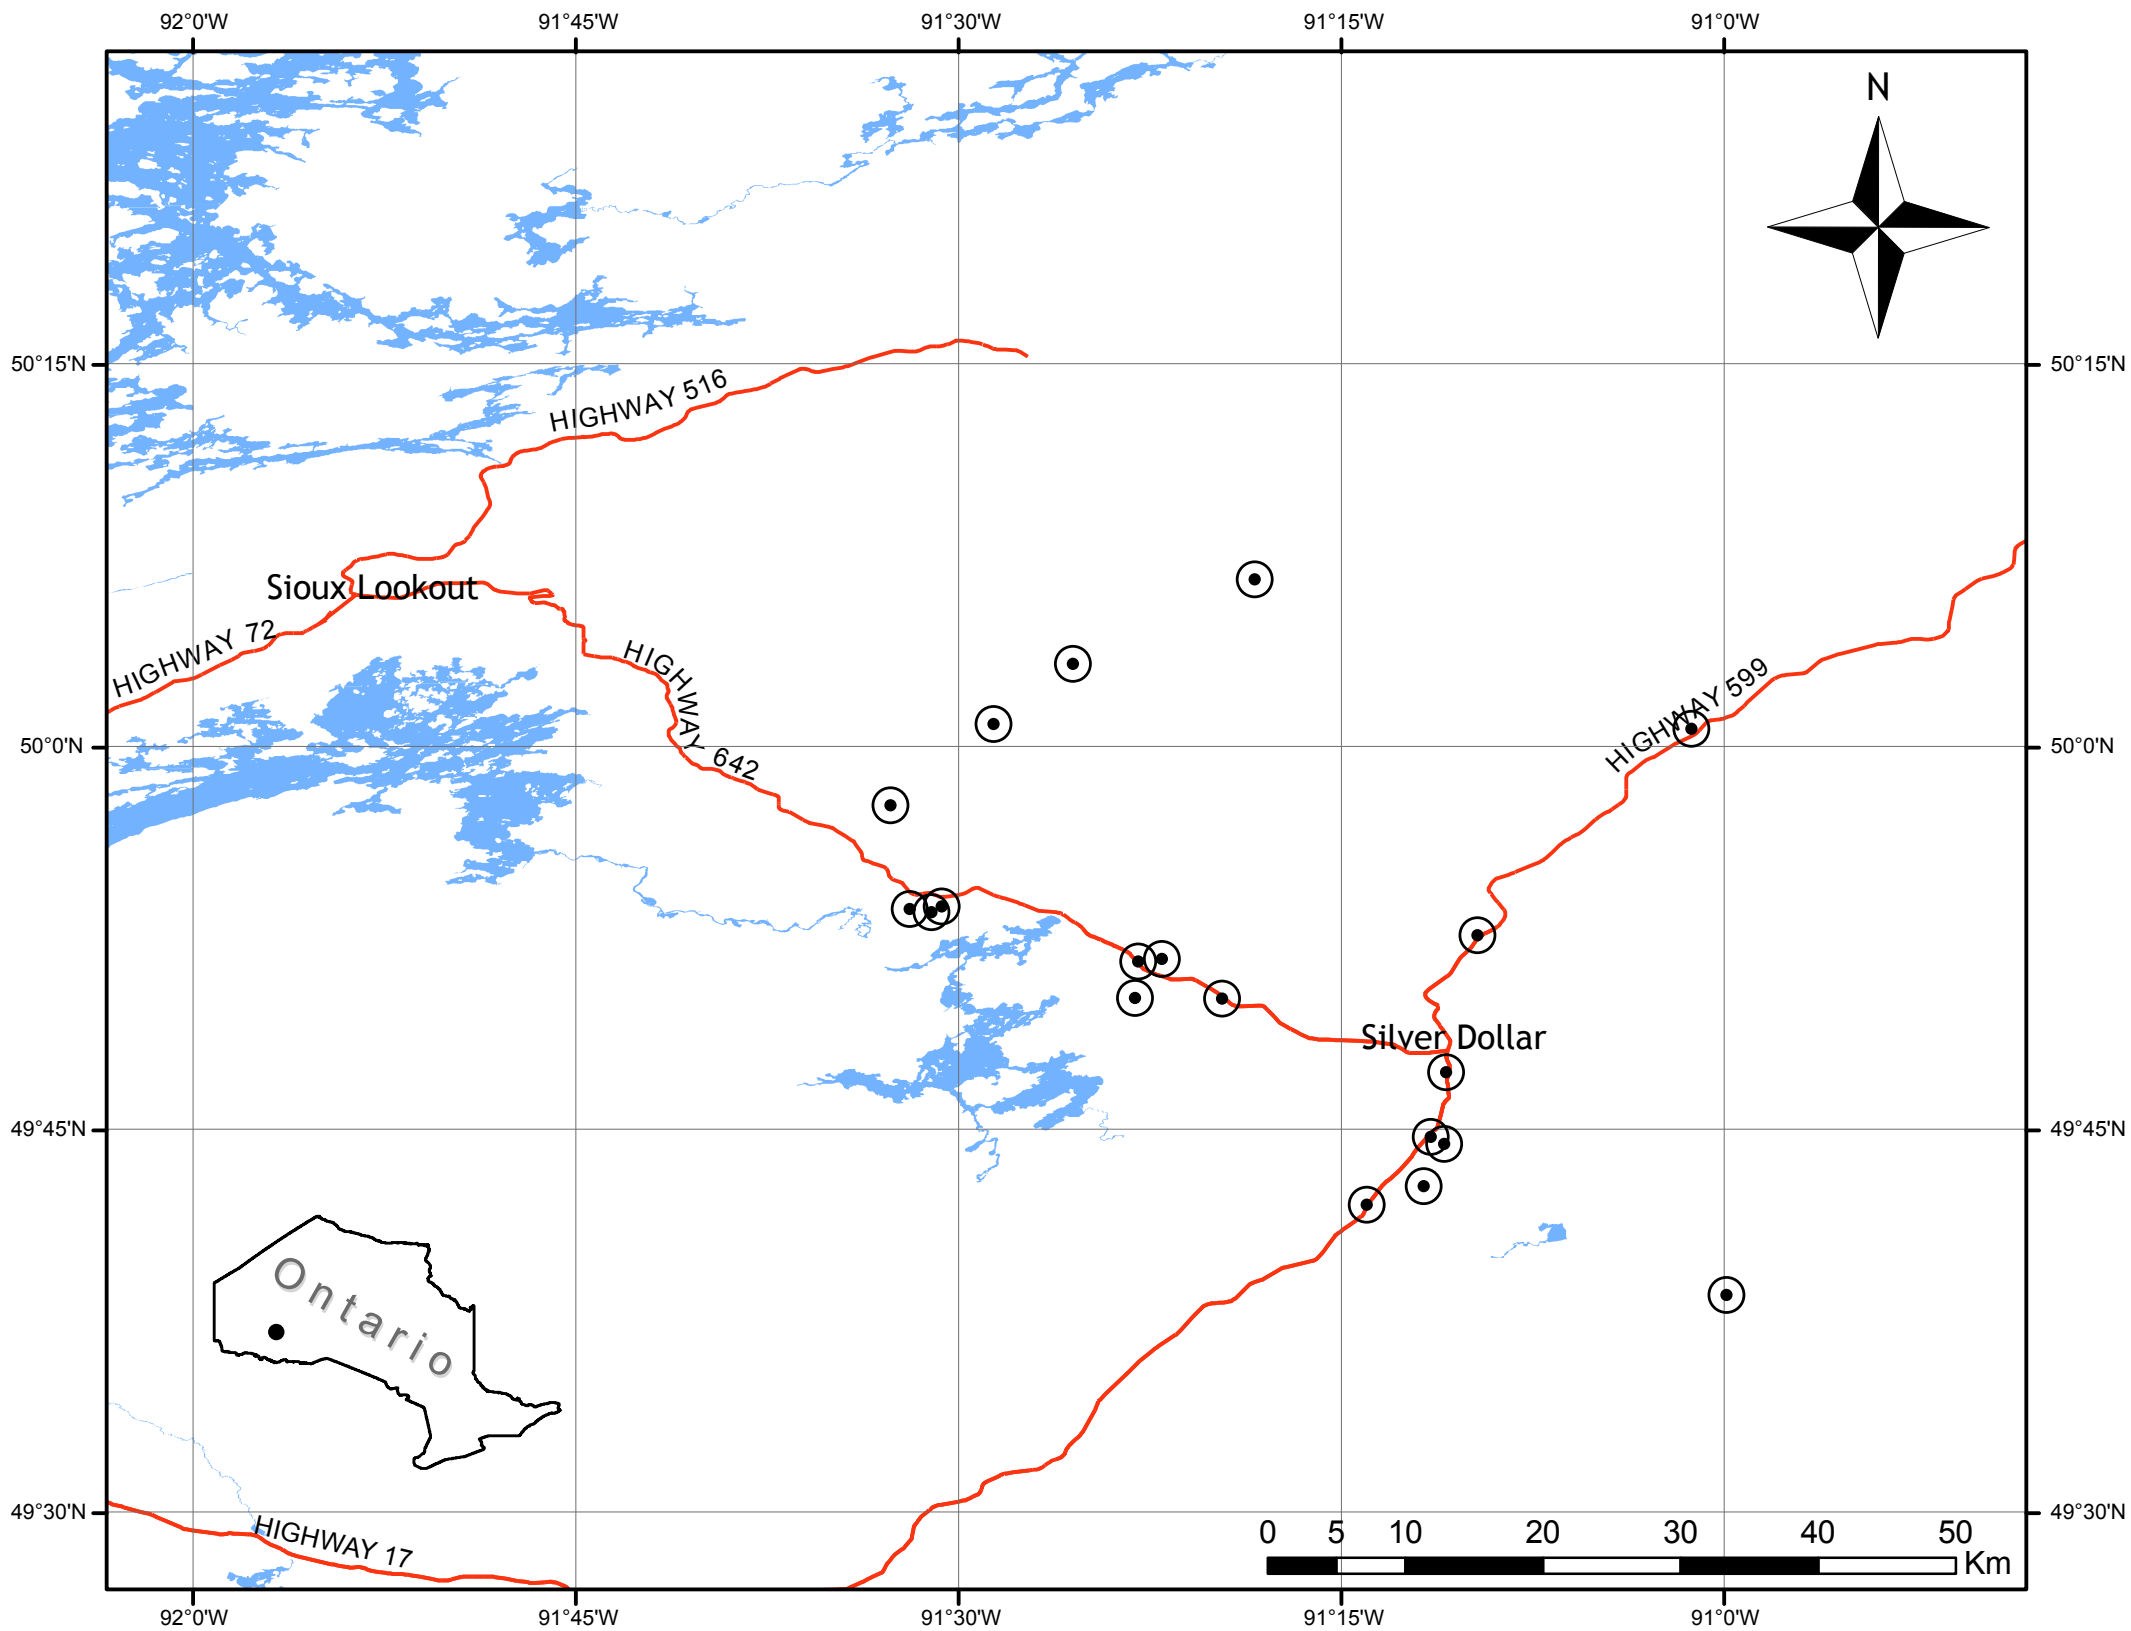 92°0'W 91°45'W 91°30'W 91°15'W 91°0'W
N
50°15'N 50°15'N
HIGHWAY 516
Sioux Lookout
HIGHWAY 72
HIGHWAY 642
HIGHWAY 599
50°0'N 50°0'N
Silver Dollar
49°45'N 49°45'N
Ontario
49°30'N 49°30'N
HIGHWAY 17
0 5 10 20 30 40 50
Km
92°0'W 91°45'W 91°30'W 91°15'W 91°0'W